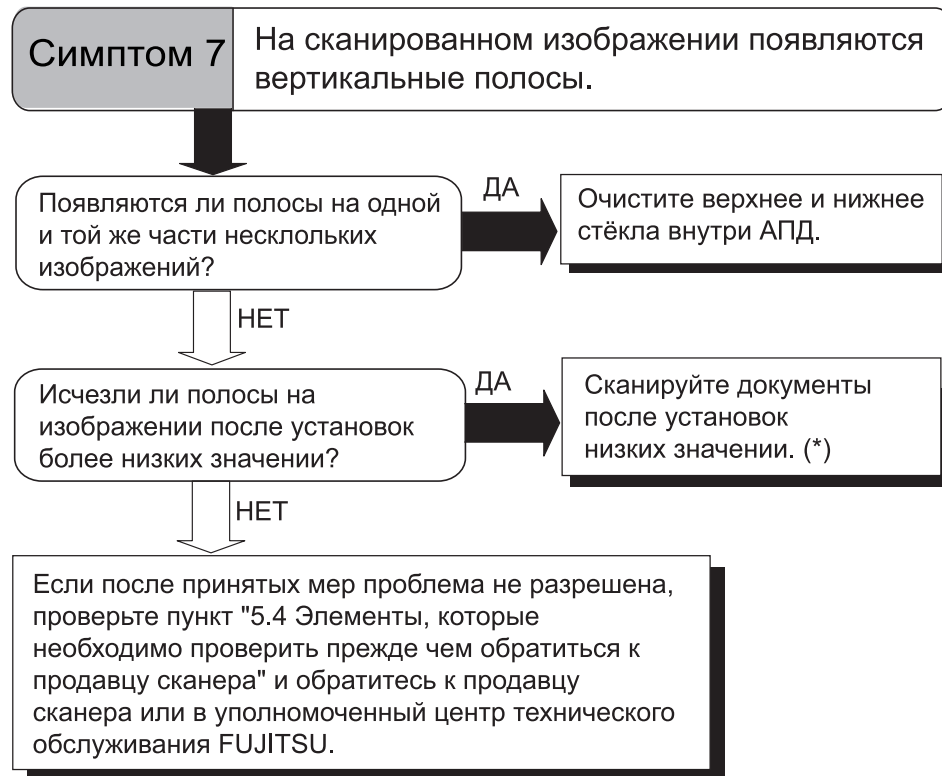 Симптом 7
На сканированном изображении появляются
вертикальные полосы.
Появляются ли полосы на одной
и той же части несклольких
изображений?
ДА
Очистите верхнее и нижнее
стёкла внутри АПД.
НЕТ
Исчезли ли полосы на
изображении после установок
более низких значении?
ДА
Сканируйте документы
после установок
низких значении. (*)
НЕТ
Если после принятых мер проблема не разрешена,
проверьте пункт "5.4 Элементы, которые
необходимо проверить прежде чем обратиться к
продавцу сканера" и обратитесь к продавцу
сканера или в уполномоченный центр технического
обслуживания FUJITSU.